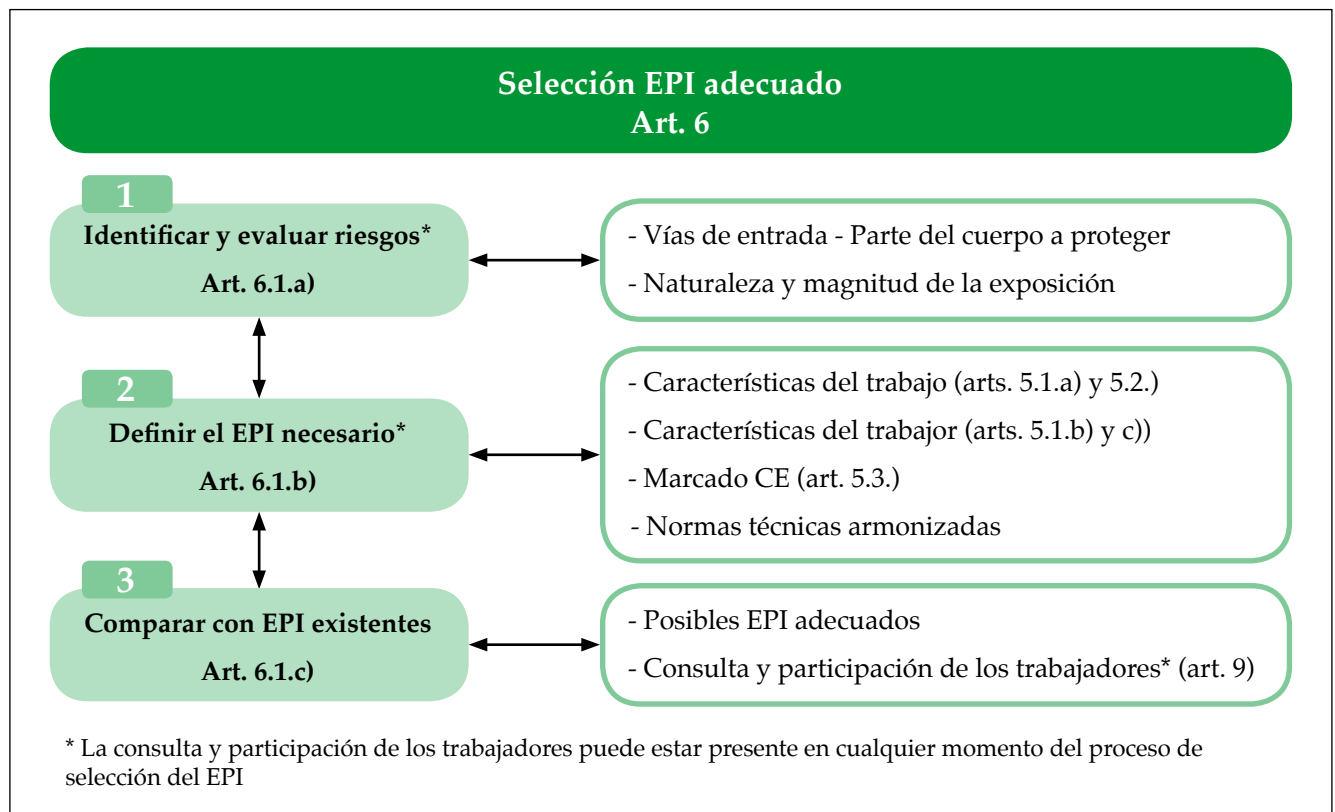 Selección EPI adecuado
Art. 6
1
Identificar y evaluar riesgos*
Art. 6.1.a)
- Vías de entrada - Parte del cuerpo a proteger
- Naturaleza y magnitud de la exposición
2
Definir el EPI necesario*
Art. 6.1.b)
- Características del trabajo (arts. 5.1.a) y 5.2.)
- Características del trabajor (arts. 5.1.b) y c))
- Marcado CE (art. 5.3.)
- Normas técnicas armonizadas
3
Comparar con EPI existentes
Art. 6.1.c)
- Posibles EPI adecuados
- Consulta y participación de los trabajadores* (art. 9)
* La consulta y participación de los trabajadores puede estar presente en cualquier momento del proceso de
selección del EPI